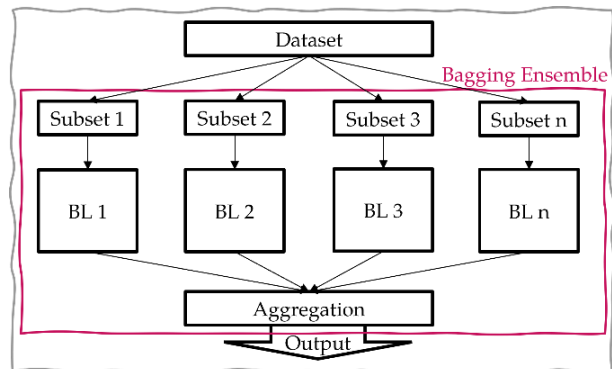 Dataset
Bagging Ensemble
Subset 1
Subset 2
Subset 3
Subset n
BL 1
BL 2
BL 3
BL n
Aggregation
Output